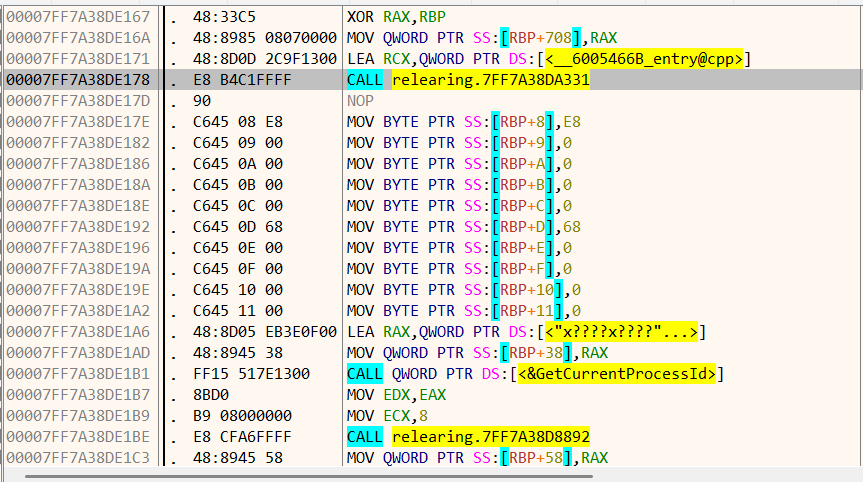 00007FF7A38DE167 . 48:33C5 XOR RAX,RBP
00007FF7A38DE16A . 48:8985 08070000 MOV QWORD PTR SS:[RBP+708],RAX
00007FF7A38DE171 . 48:8D0D 2C9F1300 LEA RCX,QWORD PTR DS:[<__6005466B_entry@cpp>]
00007FF7A38DE178 . E8 B4C1FFFF CALL relearing.7FF7A38DA331
00007FF7A38DE17D . 90 NOP
00007FF7A38DE17E . C645 08 E8 MOV BYTE PTR SS:[RBP+8],E8
00007FF7A38DE182 . C645 09 00 MOV BYTE PTR SS:[RBP+9],0
00007FF7A38DE186 . C645 0A 00 MOV BYTE PTR SS:[RBP+A],0
00007FF7A38DE18A . C645 0B 00 MOV BYTE PTR SS:[RBP+B],0
00007FF7A38DE18E . C645 0C 00 MOV BYTE PTR SS:[RBP+C],0
00007FF7A38DE192 . C645 0D 68 MOV BYTE PTR SS:[RBP+D],68
00007FF7A38DE196 . C645 0E 00 MOV BYTE PTR SS:[RBP+E],0
00007FF7A38DE19A . C645 0F 00 MOV BYTE PTR SS:[RBP+F],0
00007FF7A38DE19E . C645 10 00 MOV BYTE PTR SS:[RBP+10],0
00007FF7A38DE1A2 . C645 11 00 MOV BYTE PTR SS:[RBP+11],0
00007FF7A38DE1A6 . 48:8D05 EB3E0F00 LEA RAX,QWORD PTR DS:[<"x????x????"...>]
00007FF7A38DE1AD . 48:8945 38 MOV QWORD PTR SS:[RBP+38],RAX
00007FF7A38DE1B1 . FF15 517E1300 CALL QWORD PTR DS:[<&GetCurrentProcessId>]
00007FF7A38DE1B7 . 8BD0 MOV EDX,EAX
00007FF7A38DE1B9 . B9 08000000 MOV ECX,8
00007FF7A38DE1BE . E8 CFA6FFFF CALL relearing.7FF7A38D8892
00007FF7A38DE1C3 . 48:8945 58 MOV QWORD PTR SS:[RBP+58],RAX